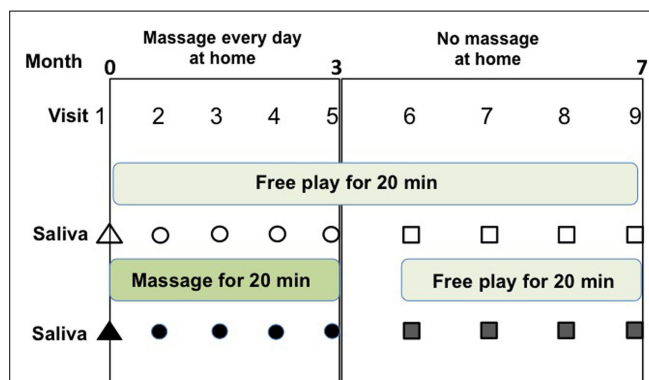 Massage every day
at home
No massage
at home
Month 0 3 7
Visit 1 2 3 4 5 6 7 8 9
Free play for 20 min
Saliva
Massage for 20 min Free play for 20 min
Saliva